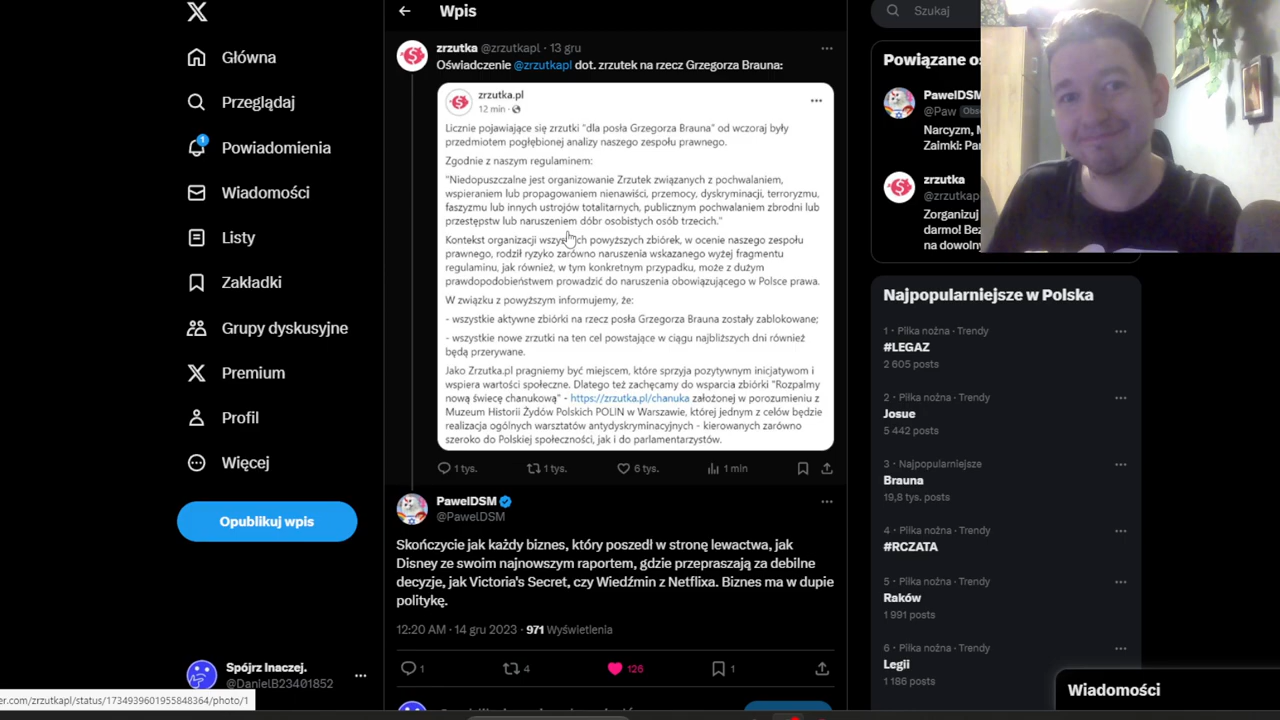 Wpis
Szukaj
Główna
Przeglądaj
1
Powiadomienia
Wiadomości
Listy
Zakładki
Grupy dyskusyjne
Premium
Profil
Więcej
Opublikuj wpis
Spójrz Inaczej.
@DanielB23401852
er.com/zrzutkapl/status/1734939601955848364/photo/1
zrzutka @zrzutkapl · 13 gru
Oświadczenie @zrzutkapl dot. zrzutek na rzecz Grzegorza Brauna:
zrzutka.pl
12 min ·
Licznie pojawiające się zrzutki "dla posła Grzegorza Brauna" od wczoraj były
przedmiotem pogłębionej analizy naszego zespołu prawnego.
Zgodnie z naszym regulaminem:
"Niedopuszczalne jest organizowanie Zrzutek związanych z pochwalaniem,
wspieraniem lub propagowaniem nienawiści, przemocy, dyskryminacji, terroryzmu,
faszyzmu lub innych ustrojów totalitarnych, publicznym pochwalaniem zbrodni lub
przestępstw lub naruszeniem dóbr osobistych osób trzecich."
Kontekst organizacji wszystkich powyższych zbiórek, w ocenie naszego zespołu
prawnego, rodził ryzyko zarówno naruszenia wskazanego wyżej fragmentu
regulaminu, jak również, w tym konkretnym przypadku, może z dużym
prawdopodobieństwem prowadzić do naruszenia obowiązującego w Polsce prawa.
W związku z powyższym informujemy, że:
- wszystkie aktywne zbiórki na rzecz posła Grzegorza Brauna zostały zablokowane;
- wszystkie nowe zrzutki na ten cel powstające w ciągu najbliższych dni również
będą przerywane.
Jako Zrzutka.pl pragniemy być miejscem, które sprzyja pozytywnym inicjatywom i
wspiera wartości społeczne. Dlatego też zachęcamy do wsparcia zbiórki "Rozpalmy
nową świecę chanukową" - https://zrzutka.pl/chanuka założonej w porozumieniu z
Muzeum Historii Żydów Polskich POLIN w Warszawie, której jednym z celów będzie
realizacja ogólnych warsztatów antydyskryminacyjnych - kierowanych zarówno
szeroko do Polskiej społeczności, jak i do parlamentarzystów.
1 tys. 1 tys. 6 tys. 1 min
PawelDSM
@PawelDSM
Skończycie jak każdy biznes, który poszedł w stronę lewactwa, jak
Disney ze swoim najnowszym raportem, gdzie przepraszają za debilne
decyzje, jak Victoria's Secret, czy Wiedźmin z Netflixa. Biznes ma w dupie
politykę.
12:20 AM · 14 gru 2023 · 971 Wyświetlenia
1 4 126 1
Powiązane
PawelDSM
@Paw
Narcyzm,
Zaimki:
zrzutka
@zrzutkapl
Zorganizuj
darmo!
na dowolny
Najpopularniejsze w Polsce
1 · Piłka nożna · Trendy
#LEGAZ
2 605 posts
2 · Piłka nożna · Trendy
Josue
5 442 posts
3 · Najpopularniejsze
Brauna
19,8 tys. posts
4 · Piłka nożna · Trendy
#RCZATA
5 · Piłka nożna · Trendy
Raków
1 991 posts
6 · Piłka nożna · Trendy
Legii
1 186 posts
Wiadomości